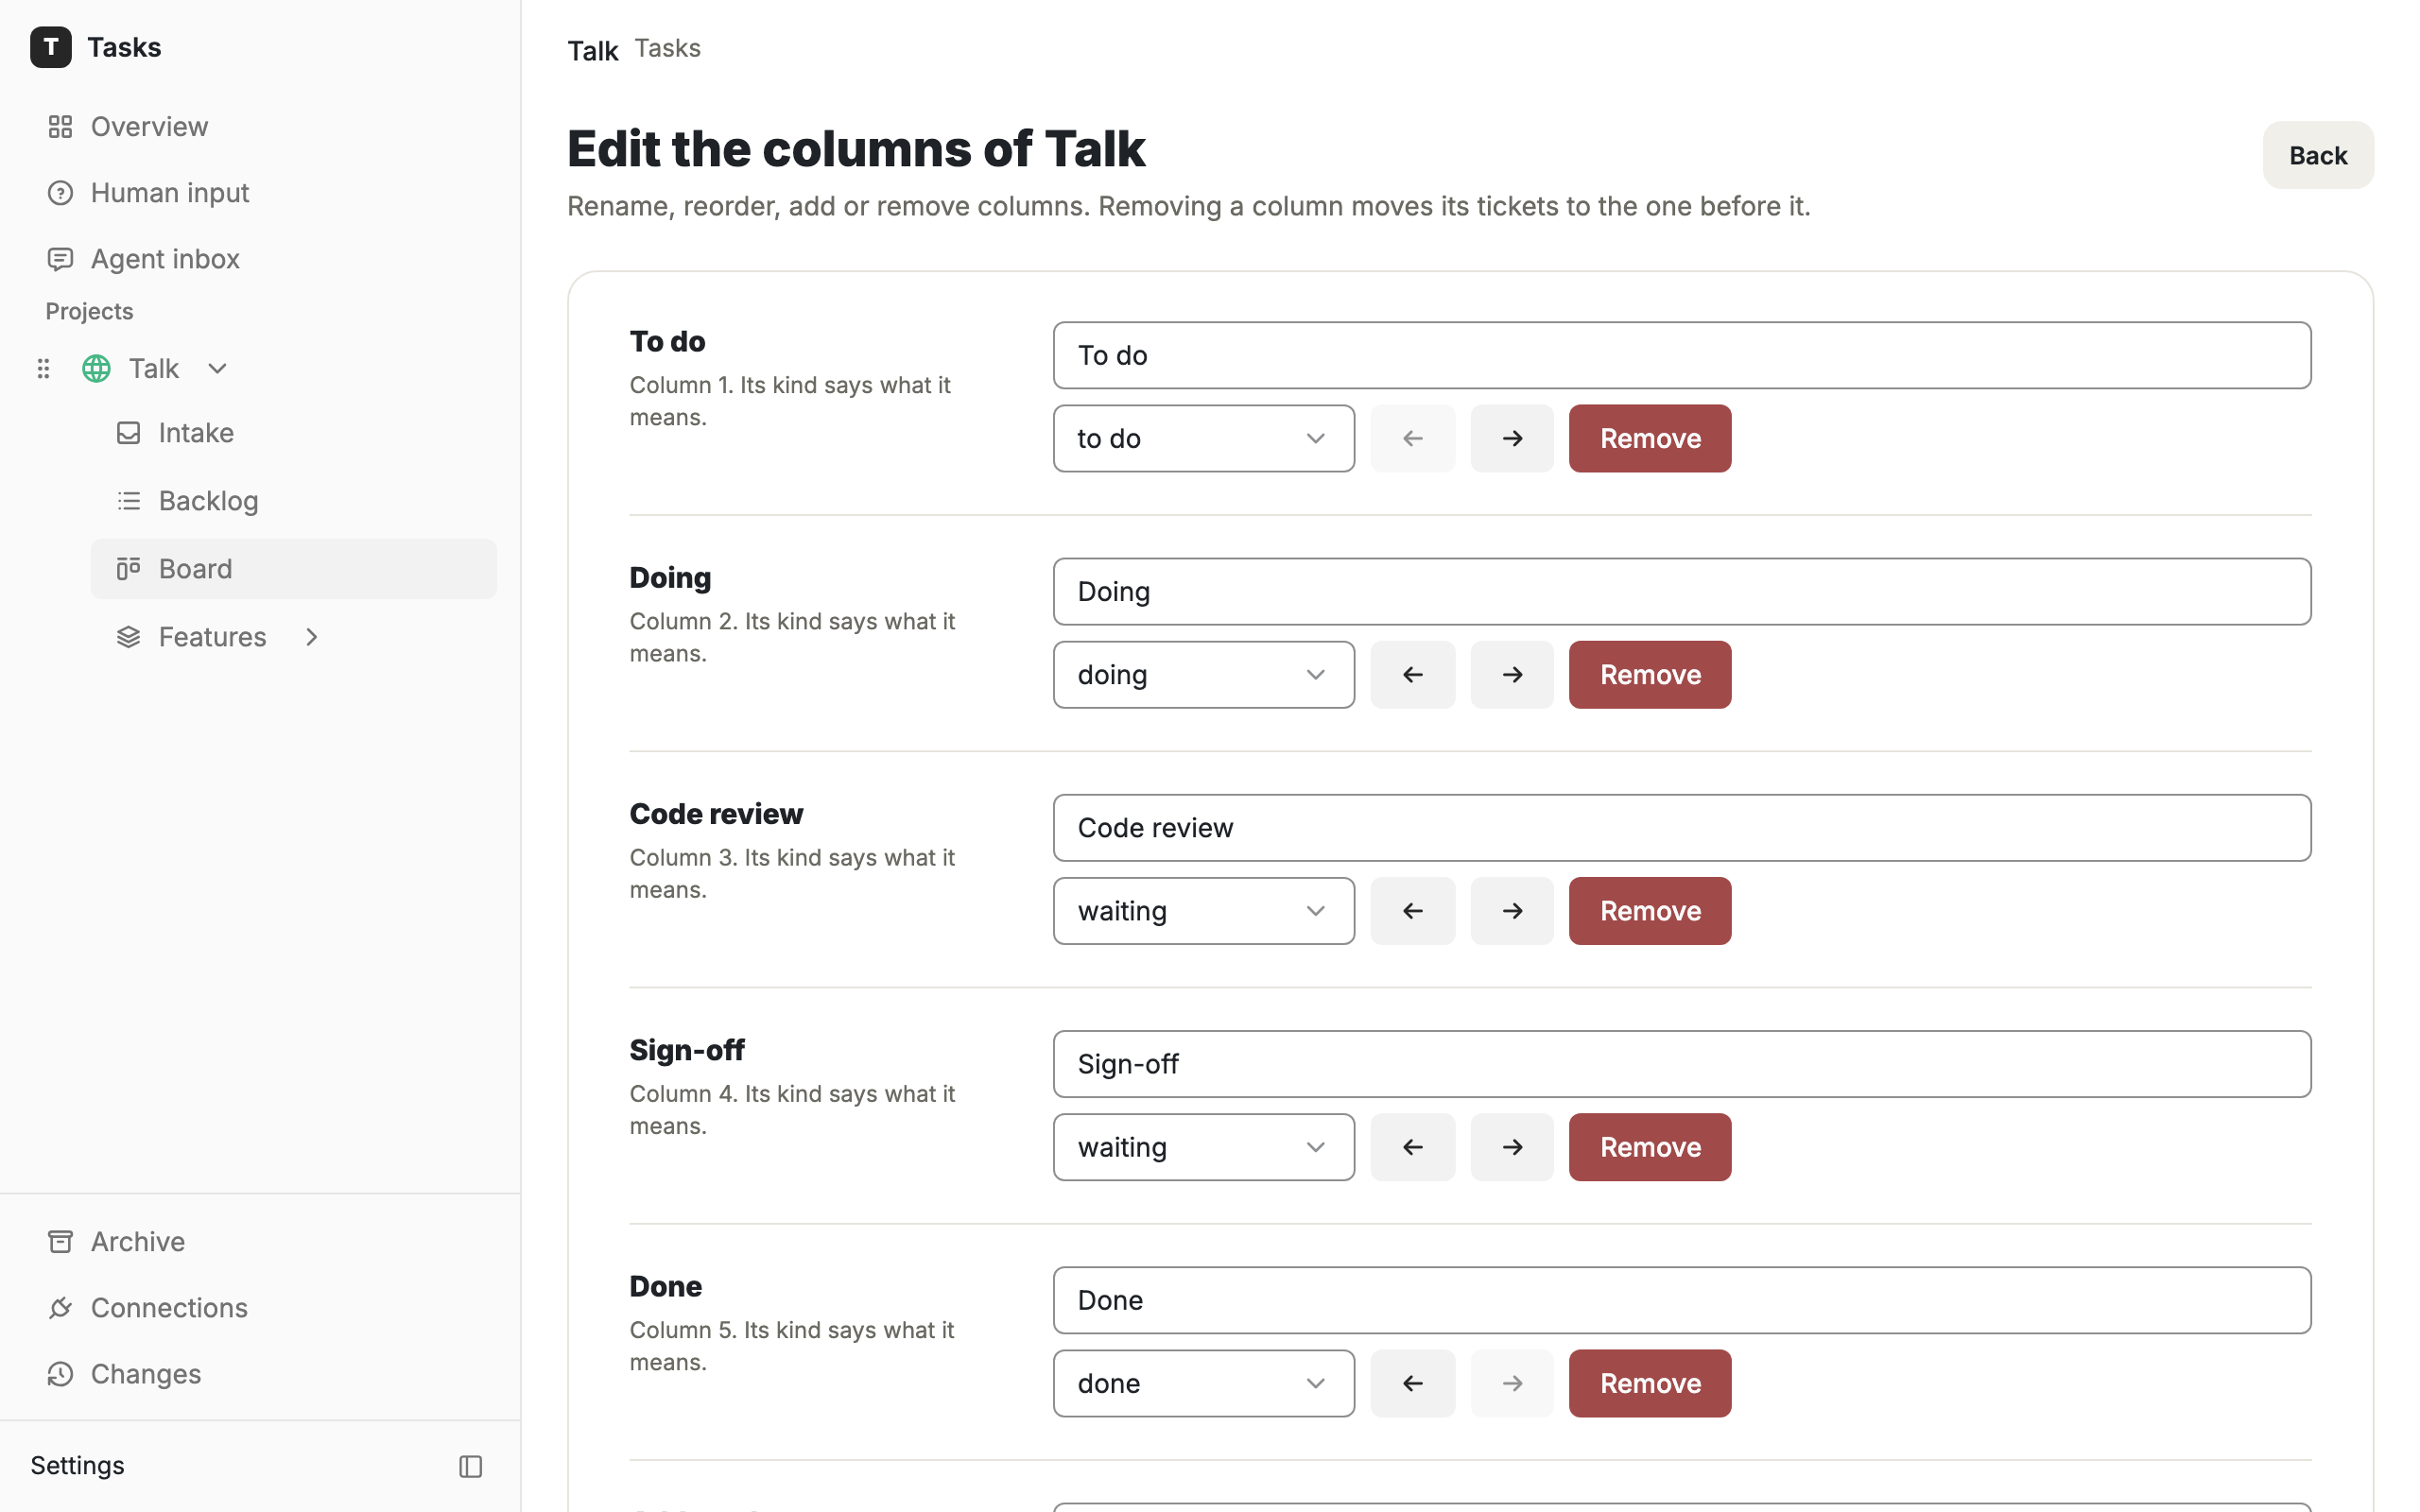 T Tasks
Overview
Human input
Agent inbox
Projects
Talk
Intake
Backlog
Board
Features
Archive
Connections
Changes
Settings
Talk Tasks
Edit the columns of Talk
Back
Rename, reorder, add or remove columns. Removing a column moves its tickets to the one before it.
To do
Column 1. Its kind says what it
means.
To do
to do
Remove
Doing
Column 2. Its kind says what it
means.
Doing
doing
Remove
Code review
Column 3. Its kind says what it
means.
Code review
waiting
Remove
Sign-off
Column 4. Its kind says what it
means.
Sign-off
waiting
Remove
Done
Column 5. Its kind says what it
means.
Done
done
Remove